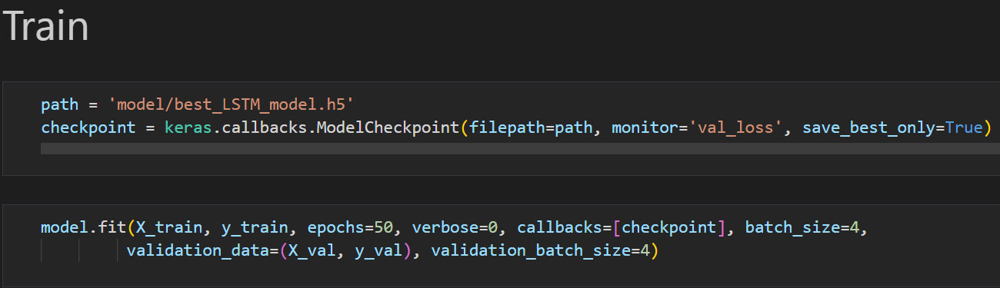 Train
path = 'model/best_LSTM_model.h5'
checkpoint = keras.callbacks.ModelCheckpoint(filepath=path, monitor='val_loss', save_best_only=True)
model.fit(X_train, y_train, epochs=50, verbose=0, callbacks=[checkpoint], batch_size=4,
validation_data=(X_val, y_val), validation_batch_size=4)